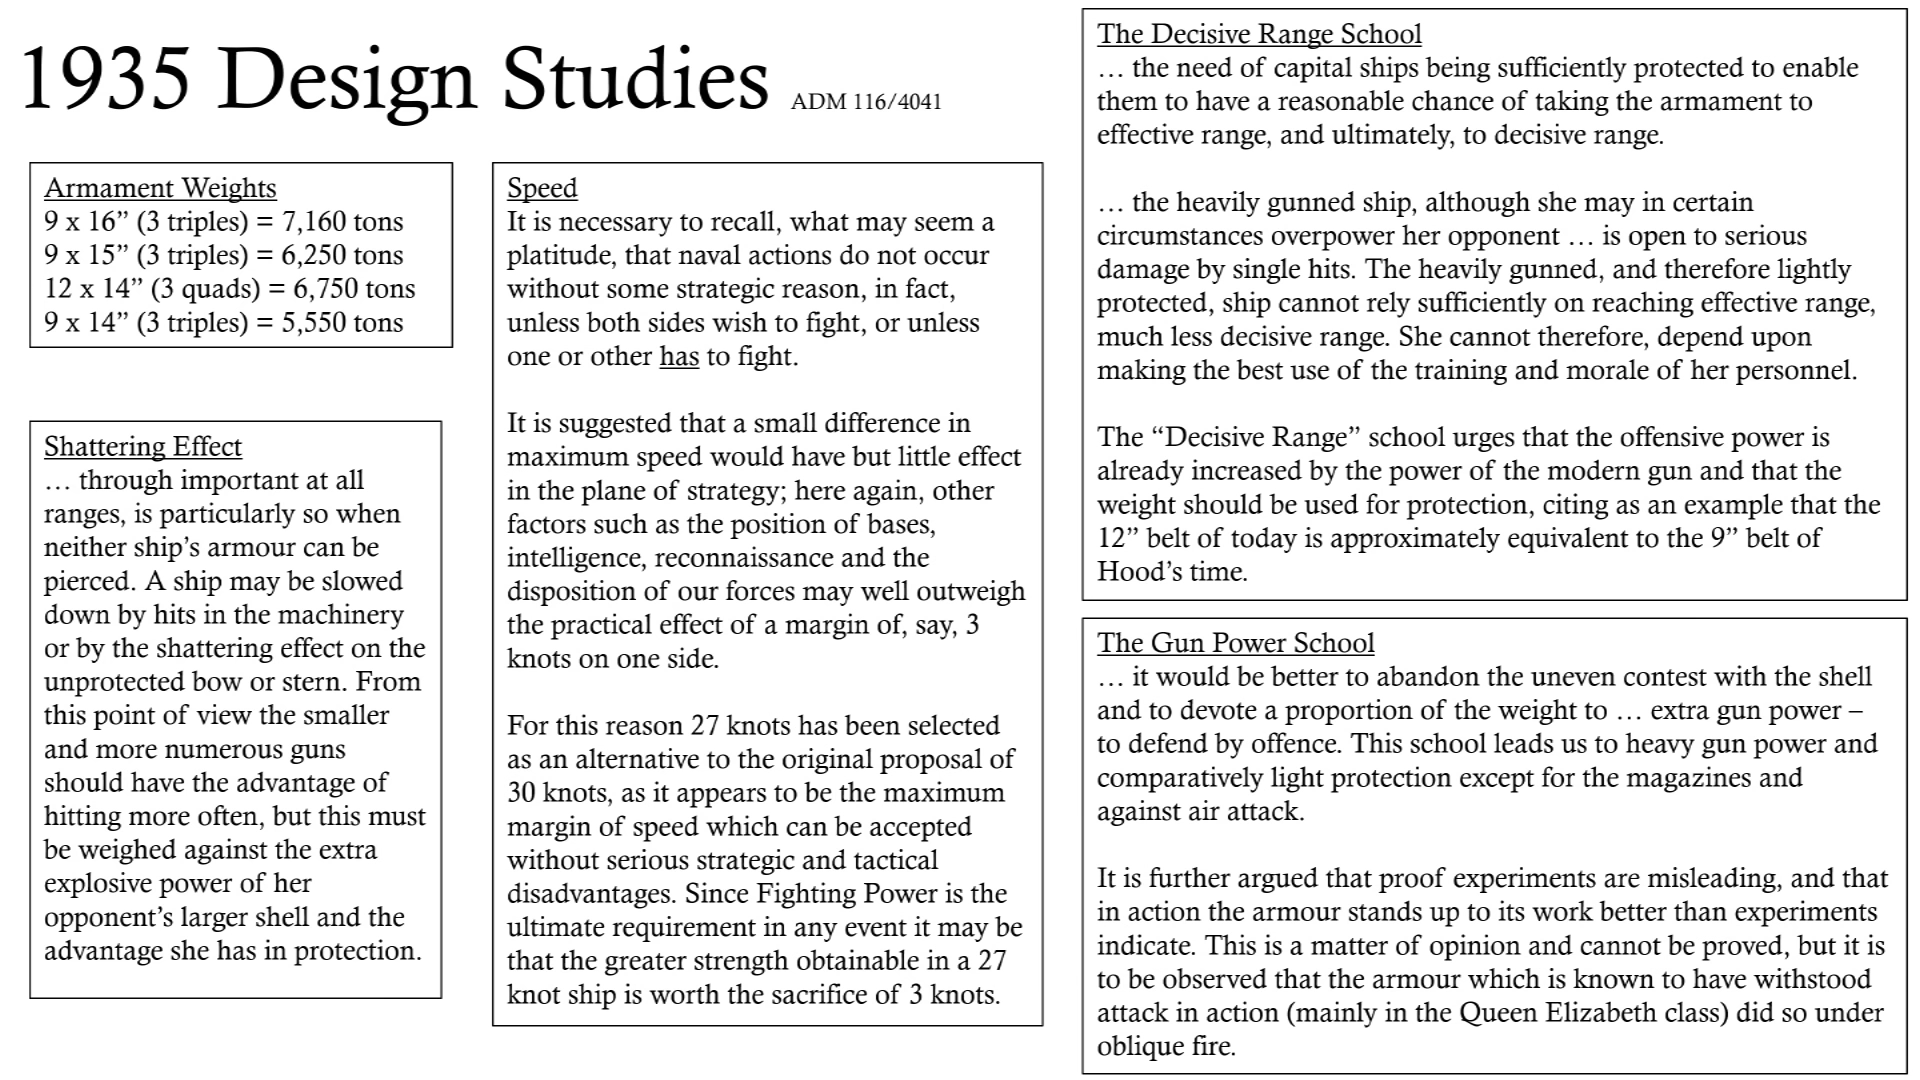 1935 Design Studies ADM 116/4041
Armament Weights
9 x 16” (3 triples) = 7,160 tons
9 x 15” (3 triples) = 6,250 tons
12 x 14” (3 quads) = 6,750 tons
9 x 14” (3 triples) = 5,550 tons
Shattering Effect
… through important at all
ranges, is particularly so when
neither ship’s armour can be
pierced. A ship may be slowed
down by hits in the machinery
or by the shattering effect on the
unprotected bow or stern. From
this point of view the smaller
and more numerous guns
should have the advantage of
hitting more often, but this must
be weighed against the extra
explosive power of her
opponent’s larger shell and the
advantage she has in protection.
Speed
It is necessary to recall, what may seem a
platitude, that naval actions do not occur
without some strategic reason, in fact,
unless both sides wish to fight, or unless
one or other has to fight.
It is suggested that a small difference in
maximum speed would have but little effect
in the plane of strategy; here again, other
factors such as the position of bases,
intelligence, reconnaissance and the
disposition of our forces may well outweigh
the practical effect of a margin of, say, 3
knots on one side.
For this reason 27 knots has been selected
as an alternative to the original proposal of
30 knots, as it appears to be the maximum
margin of speed which can be accepted
without serious strategic and tactical
disadvantages. Since Fighting Power is the
ultimate requirement in any event it may be
that the greater strength obtainable in a 27
knot ship is worth the sacrifice of 3 knots.
The Decisive Range School
… the need of capital ships being sufficiently protected to enable
them to have a reasonable chance of taking the armament to
effective range, and ultimately, to decisive range.
… the heavily gunned ship, although she may in certain
circumstances overpower her opponent … is open to serious
damage by single hits. The heavily gunned, and therefore lightly
protected, ship cannot rely sufficiently on reaching effective range,
much less decisive range. She cannot therefore, depend upon
making the best use of the training and morale of her personnel.
The “Decisive Range” school urges that the offensive power is
already increased by the power of the modern gun and that the
weight should be used for protection, citing as an example that the
12” belt of today is approximately equivalent to the 9” belt of
Hood’s time.
The Gun Power School
… it would be better to abandon the uneven contest with the shell
and to devote a proportion of the weight to … extra gun power –
to defend by offence. This school leads us to heavy gun power and
comparatively light protection except for the magazines and
against air attack.
It is further argued that proof experiments are misleading, and that
in action the armour stands up to its work better than experiments
indicate. This is a matter of opinion and cannot be proved, but it is
to be observed that the armour which is known to have withstood
attack in action (mainly in the Queen Elizabeth class) did so under
oblique fire.